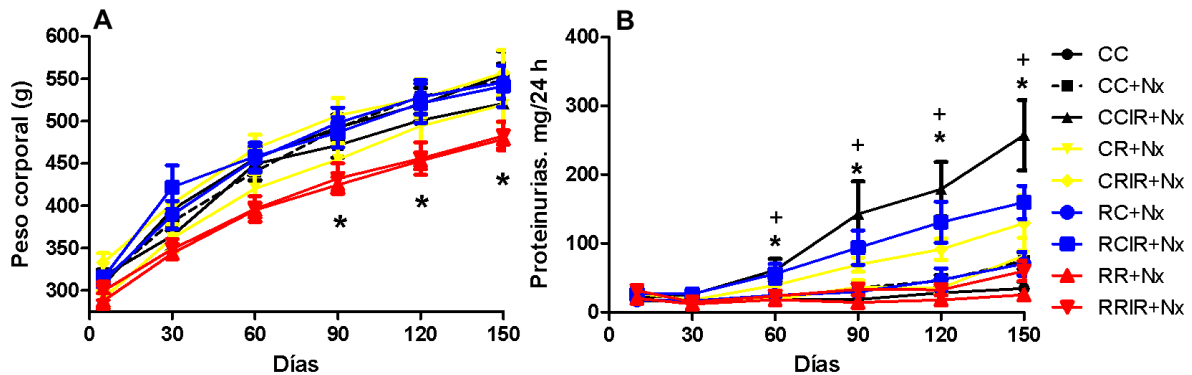 A
Peso corporal (g)
600
550
500
450
400
350
300
0 30 60 90 120 150
Días
* * *
B
Proteinurias. mg/24 h
400
300
200
100
0
0 30 60 90 120 150
Días
+ + + +
* * * *
CC
CC+Nx
CCIR+Nx
CR+Nx
CRIR+Nx
RC+Nx
RCIR+Nx
RR+Nx
RRIR+Nx